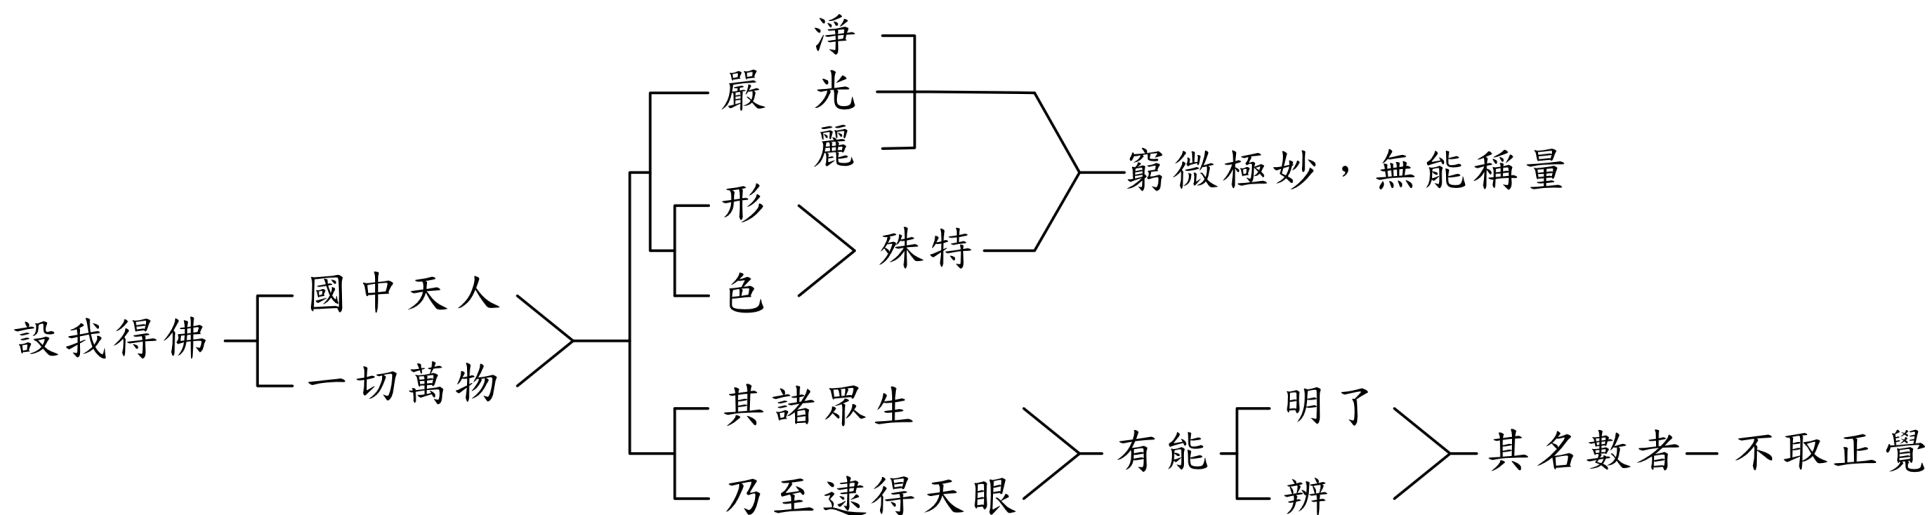 設我得佛
國中天人
一切萬物
嚴
淨
光
麗
形
色
殊特
窮微極妙，無能稱量
其諸眾生
乃至逮得天眼
有能
明了
辨
其名數者
不取正覺